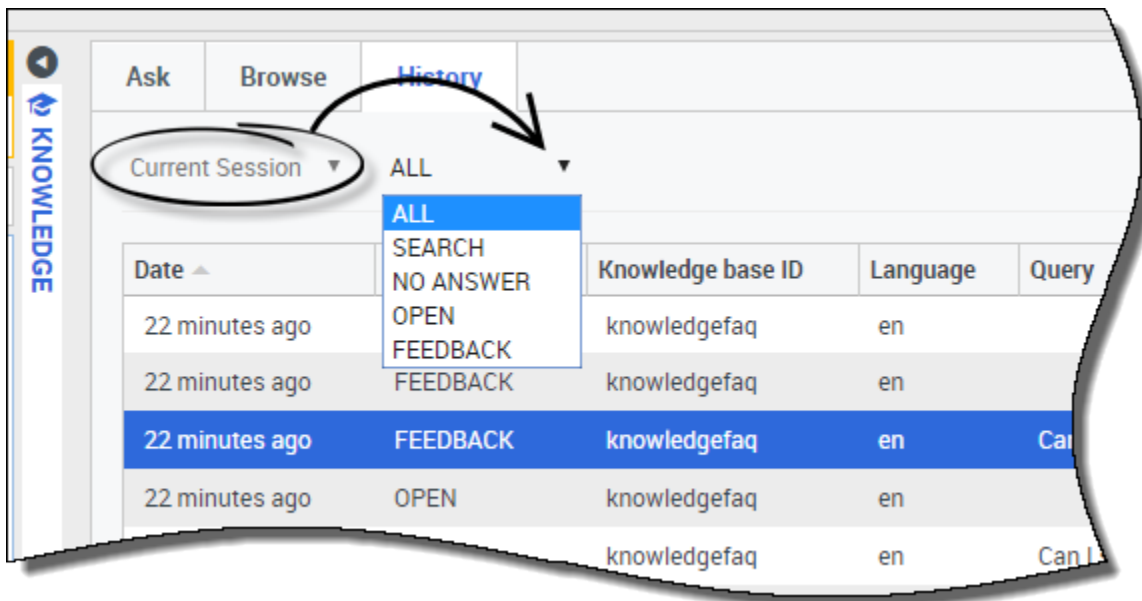 Ask Browse History
KNOWLEDGE
Current Session ALL
ALL
SEARCH
NO ANSWER
OPEN
FEEDBACK
Date Knowledge base ID Language Query
22 minutes ago knowledgefaq en
22 minutes ago FEEDBACK knowledgefaq en
22 minutes ago FEEDBACK knowledgefaq en
22 minutes ago OPEN knowledgefaq en
knowledgefaq en Can